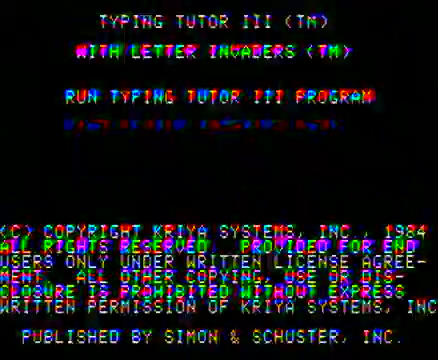 TYPING TUTOR III (TM)
WITH LETTER INVADERS (TM)
RUN TYPING TUTOR III PROGRAM
(C) COPYRIGHT KRIYA SYSTEMS, INC., 1984
ALL RIGHTS RESERVED. PROVIDED FOR END
USERS ONLY UNDER WRITTEN LICENSE AGREE-
MENT. ALL OTHER COPYING, USE OR DIS-
CLOSURE IS PROHIBITED WITHOUT EXPRESS
WRITTEN PERMISSION OF KRIYA SYSTEMS, INC
PUBLISHED BY SIMON & SCHUSTER, INC.